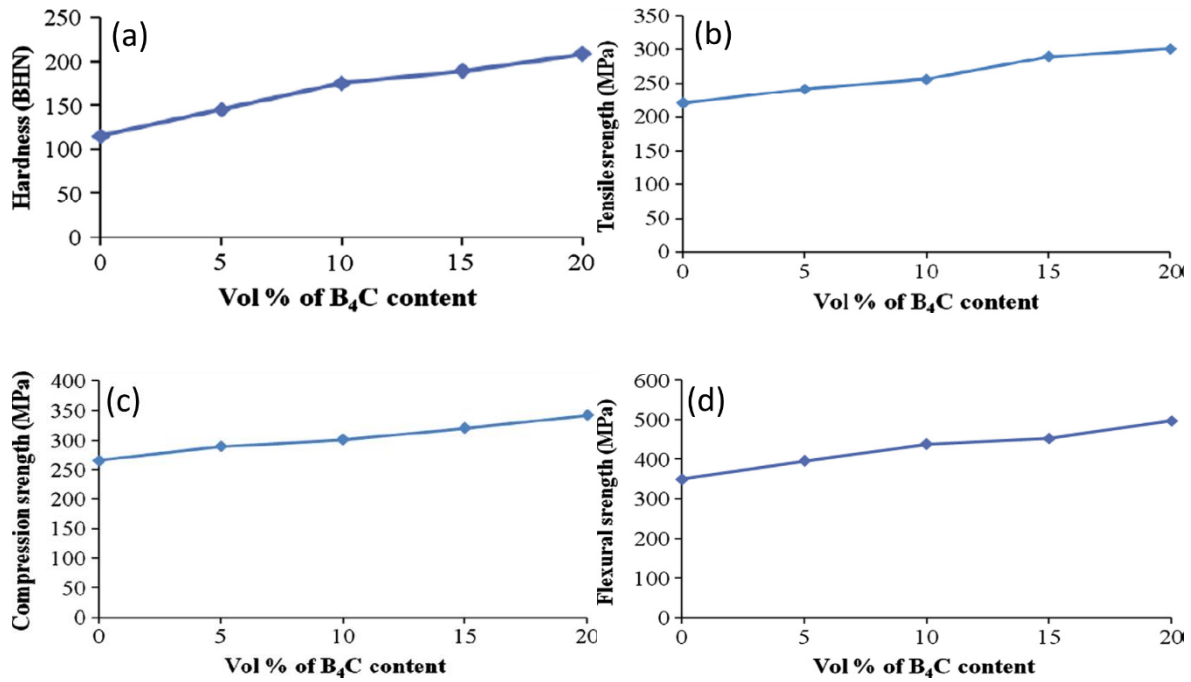 (a)
Hardness (BHN)
250
200
150
100
50
0
0 5 10 15 20
Vol % of B₄C content
(b)
Tensile srength (MPa)
350
300
250
200
150
100
50
0
0 5 10 15 20
Vol % of B₄C content
(c)
Compression srength (MPa)
400
350
300
250
200
150
100
50
0
0 5 10 15 20
Vol % of B₄C content
(d)
Flexural srength (MPa)
600
500
400
300
200
100
0
0 5 10 15 20
Vol % of B₄C content